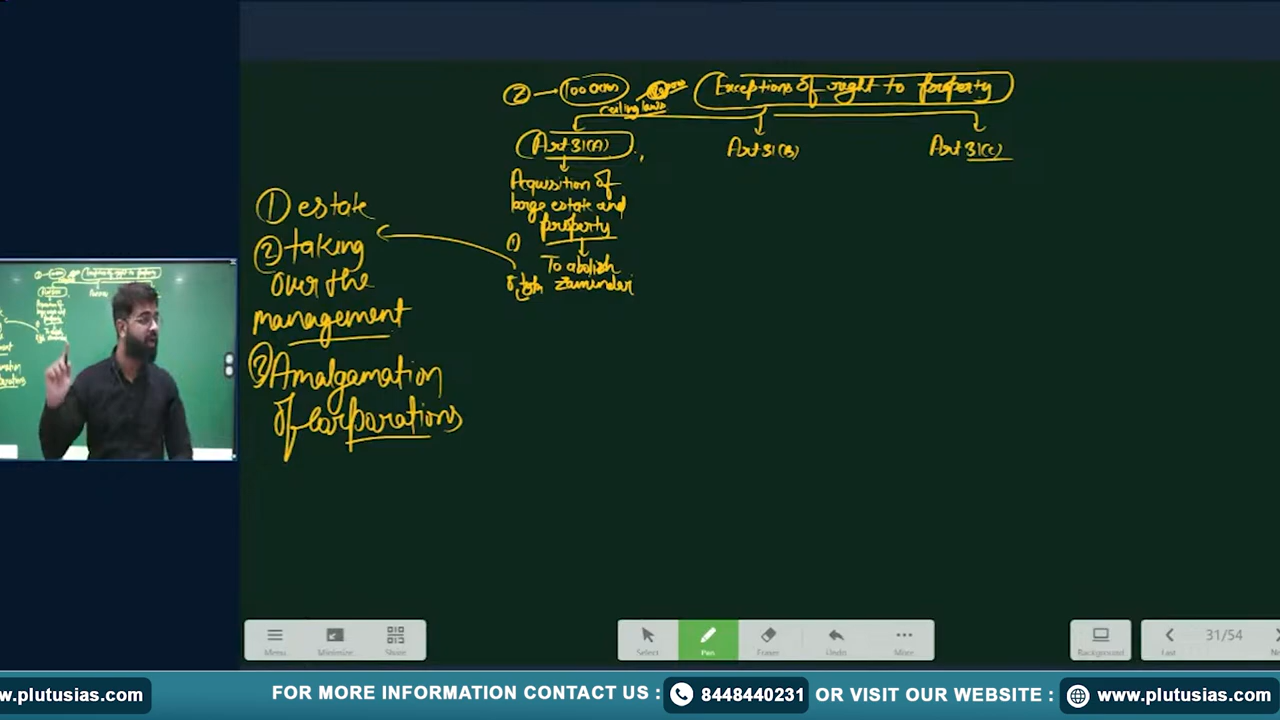 ② → 1000 acres
Exceptions of right to property
ceiling laws
Art 31(A)
Art 31(B)
Art 31(C)
Aqusition of
large estate and
property
①
To abolish
zamindari
① estate
② taking
over the
management
③ Amalgamation
of corporations
Menu
Minimize
Share
Select
Pen
Eraser
Undo
More
Background
Last
31/54
w.plutusias.com
FOR MORE INFORMATION CONTACT US : 8448440231 OR VISIT OUR WEBSITE : www.plutusias.com